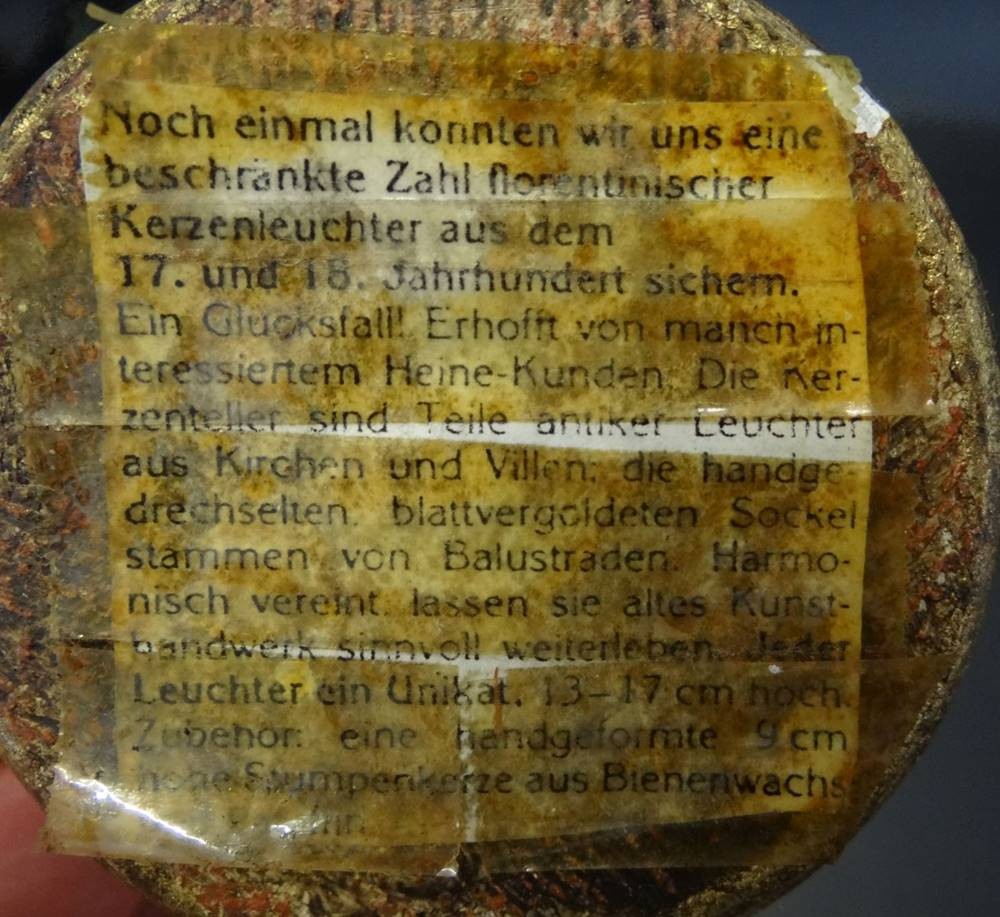 Noch einmal konnten wir uns eine
beschränkte Zahl florentinischer
Kerzenleuchter aus dem
17. und 18. Jahrhundert sichern.
Ein Glücksfall! Erhofft von manch in-
teressiertem Heine-Kunden. Die Ker-
zenteller sind Teile antiker Leuchter
aus Kirchen und Villen; die handge-
drechselten, blattvergoldeten Sockel
stammen von Balustraden. Harmo-
nisch vereint, lassen sie altes Kunst-
handwerk sinnvoll weiterleben. Jeder
Leuchter ein Unikat, 13–17 cm hoch.
Zubehör: eine handgeformte 9 cm
hohe Stumpenkerze aus Bienenwachs